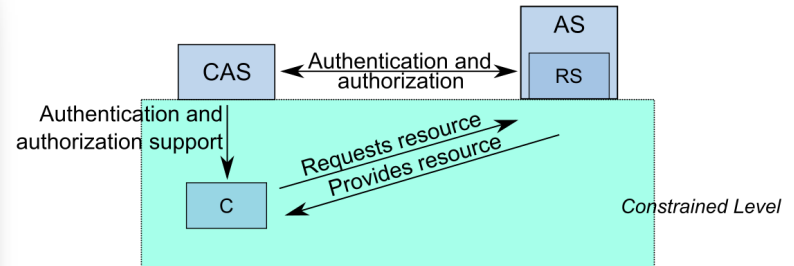 AS
CAS
Authentication and
authorization
RS
Authentication and
authorization support
Requests resource
Provides resource
C
Constrained Level